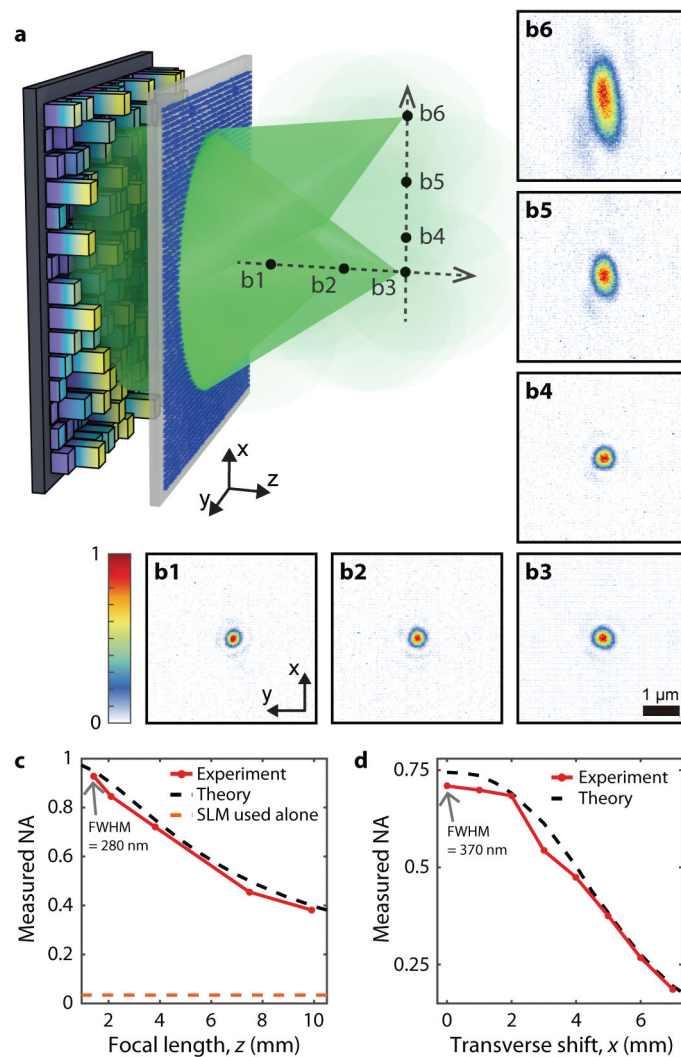 a
b6
b6
b5
b4
b1
b2
b3
b5
x
z
y
b4
1
0
b1
x
y
b2
b3
1 µm
c
1
0.8
0.6
0.4
0.2
0
Measured NA
Experiment
Theory
SLM used alone
FWHM
= 280 nm
2
4
6
8
10
Focal length, z (mm)
d
0.75
0.5
0.25
Measured NA
Experiment
Theory
FWHM
= 370 nm
0
2
4
6
Transverse shift, x (mm)